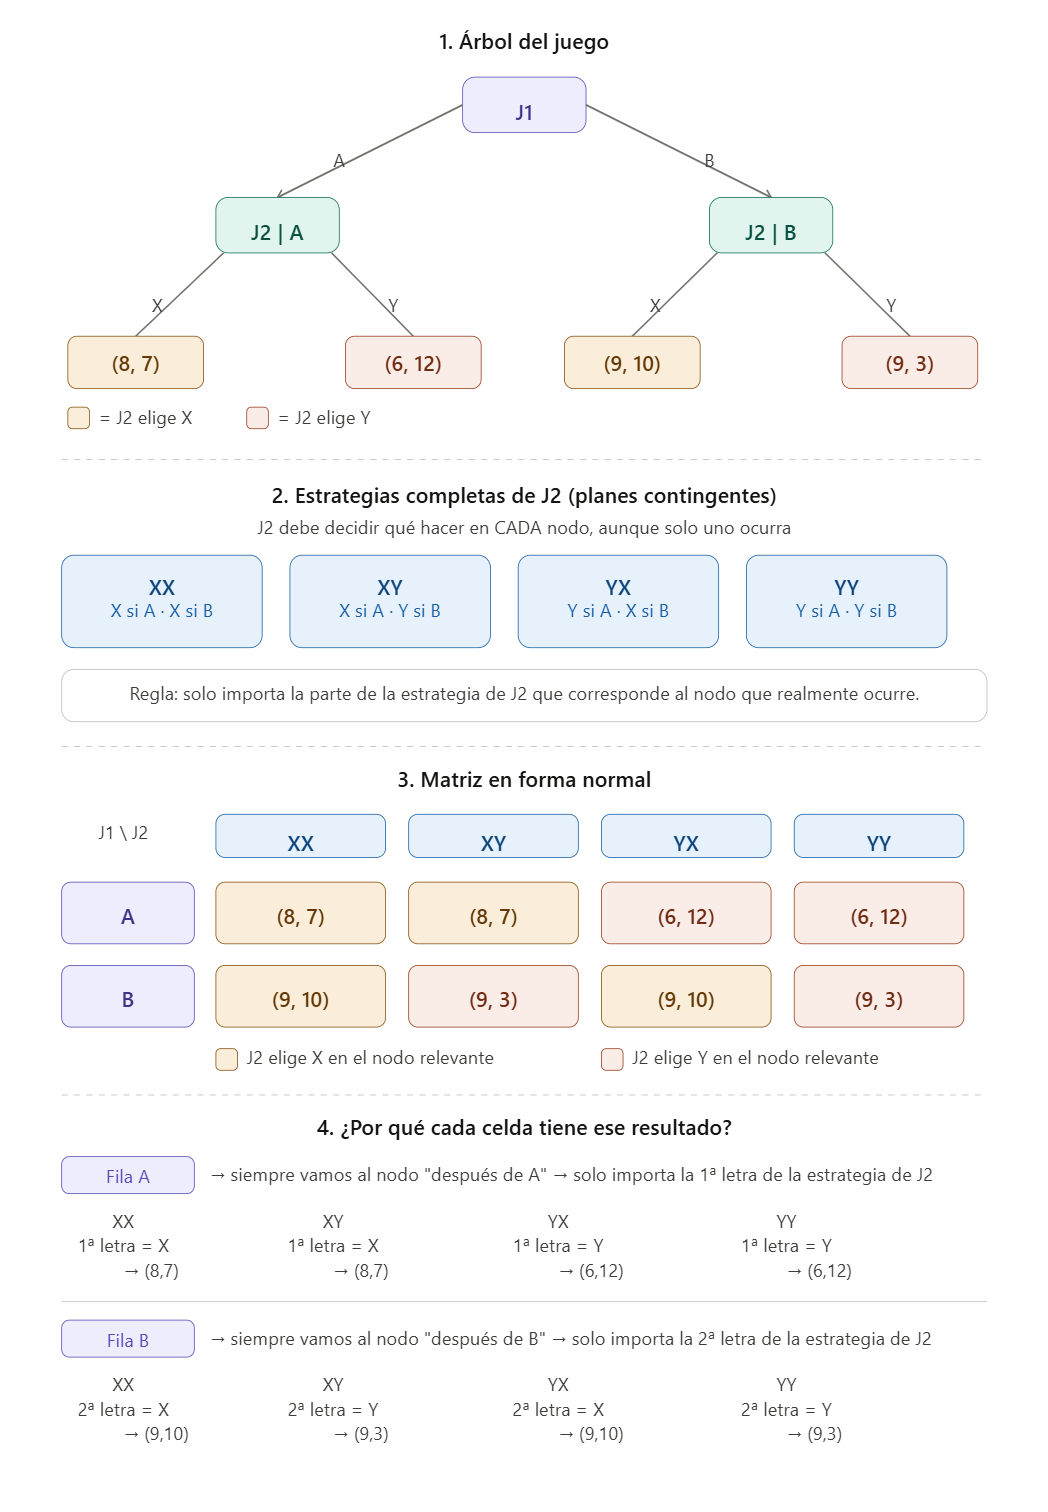 1. Árbol del juego
J1
A
B
J2 | A
J2 | B
X
Y
X
Y
(8, 7)
(6, 12)
(9, 10)
(9, 3)
= J2 elige X
= J2 elige Y
2. Estrategias completas de J2 (planes contingentes)
J2 debe decidir qué hacer en CADA nodo, aunque solo uno ocurra
XX
X si A · X si B
XY
X si A · Y si B
YX
Y si A · X si B
YY
Y si A · Y si B
Regla: solo importa la parte de la estrategia de J2 que corresponde al nodo que realmente ocurre.
3. Matriz en forma normal
J1 \ J2
XX
XY
YX
YY
A
(8, 7)
(8, 7)
(6, 12)
(6, 12)
B
(9, 10)
(9, 3)
(9, 10)
(9, 3)
J2 elige X en el nodo relevante
J2 elige Y en el nodo relevante
4. ¿Por qué cada celda tiene ese resultado?
Fila A
→ siempre vamos al nodo "después de A" → solo importa la 1ª letra de la estrategia de J2
XX
1ª letra = X
→ (8,7)
XY
1ª letra = X
→ (8,7)
YX
1ª letra = Y
→ (6,12)
YY
1ª letra = Y
→ (6,12)
Fila B
→ siempre vamos al nodo "después de B" → solo importa la 2ª letra de la estrategia de J2
XX
2ª letra = X
→ (9,10)
XY
2ª letra = Y
→ (9,3)
YX
2ª letra = X
→ (9,10)
YY
2ª letra = Y
→ (9,3)